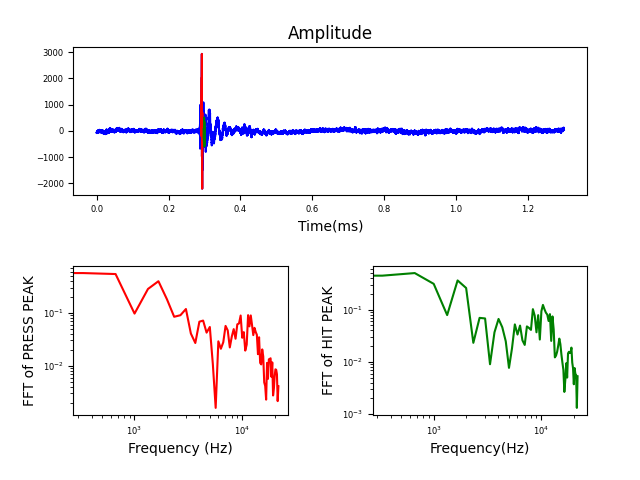 Amplitude
3000
2000
1000
0
−1000
−2000
0.0 0.2 0.4 0.6 0.8 1.0 1.2
Time(ms)
FFT of PRESS PEAK
10⁻¹
10⁻²
10³ 10⁴
Frequency (Hz)
FFT of HIT PEAK
10⁻¹
10⁻²
10⁻³
10³ 10⁴
Frequency(Hz)